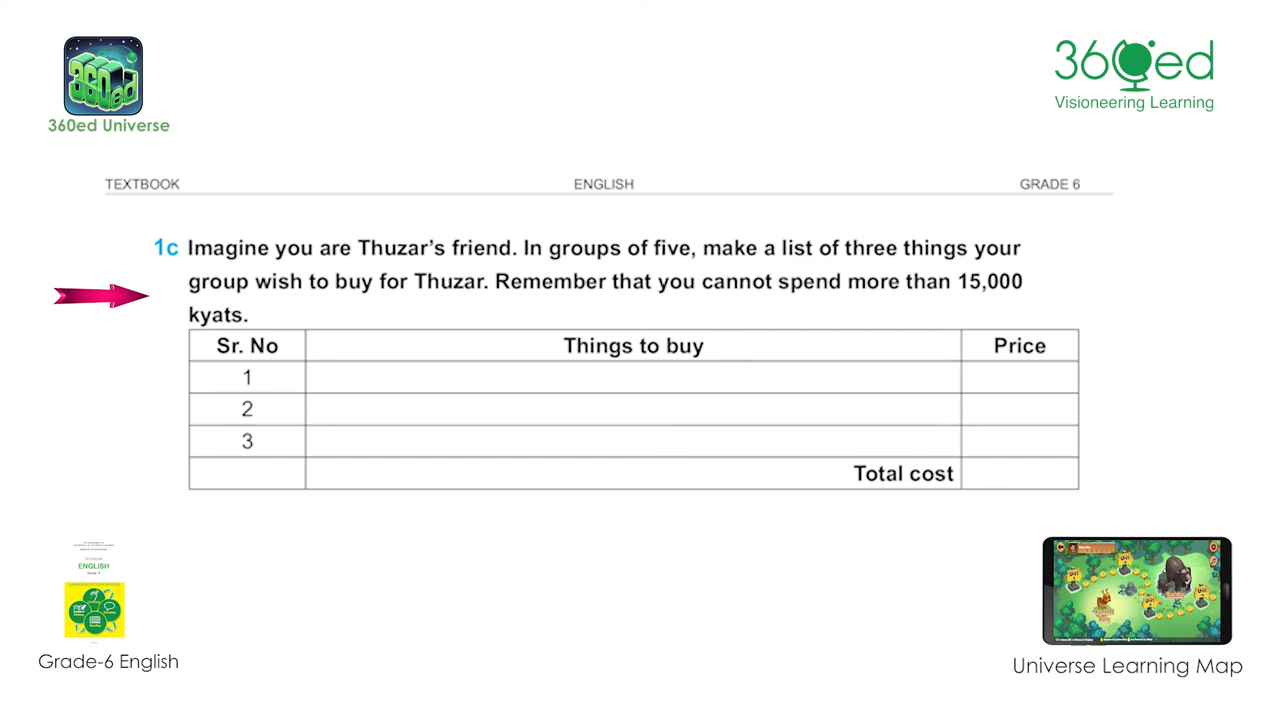 360ed
360ed Universe
360ed
Visioneering Learning
TEXTBOOK ENGLISH GRADE 6
1c Imagine you are Thuzar's friend. In groups of five, make a list of three things your
group wish to buy for Thuzar. Remember that you cannot spend more than 15,000
kyats.
Sr. No Things to buy Price
1
2
3
Total cost
ENGLISH
Grade-6 English
Universe Learning Map